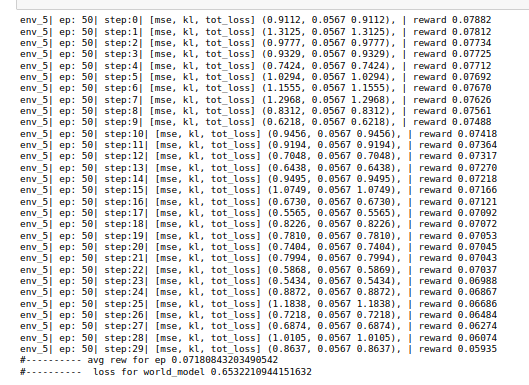 env_5| ep: 50| step:0| [mse, kl, tot_loss] (0.9112, 0.0567 0.9112), | reward 0.07882
env_5| ep: 50| step:1| [mse, kl, tot_loss] (1.3125, 0.0567 1.3125), | reward 0.07812
env_5| ep: 50| step:2| [mse, kl, tot_loss] (0.9777, 0.0567 0.9777), | reward 0.07734
env_5| ep: 50| step:3| [mse, kl, tot_loss] (0.9329, 0.0567 0.9329), | reward 0.07725
env_5| ep: 50| step:4| [mse, kl, tot_loss] (0.7424, 0.0567 0.7424), | reward 0.07712
env_5| ep: 50| step:5| [mse, kl, tot_loss] (1.0294, 0.0567 1.0294), | reward 0.07692
env_5| ep: 50| step:6| [mse, kl, tot_loss] (1.1555, 0.0567 1.1555), | reward 0.07670
env_5| ep: 50| step:7| [mse, kl, tot_loss] (1.2968, 0.0567 1.2968), | reward 0.07626
env_5| ep: 50| step:8| [mse, kl, tot_loss] (0.8312, 0.0567 0.8312), | reward 0.07561
env_5| ep: 50| step:9| [mse, kl, tot_loss] (0.6218, 0.0567 0.6218), | reward 0.07488
env_5| ep: 50| step:10| [mse, kl, tot_loss] (0.9456, 0.0567 0.9456), | reward 0.07418
env_5| ep: 50| step:11| [mse, kl, tot_loss] (0.9194, 0.0567 0.9194), | reward 0.07364
env_5| ep: 50| step:12| [mse, kl, tot_loss] (0.7048, 0.0567 0.7048), | reward 0.07317
env_5| ep: 50| step:13| [mse, kl, tot_loss] (0.6438, 0.0567 0.6438), | reward 0.07270
env_5| ep: 50| step:14| [mse, kl, tot_loss] (0.9495, 0.0567 0.9495), | reward 0.07218
env_5| ep: 50| step:15| [mse, kl, tot_loss] (1.0749, 0.0567 1.0749), | reward 0.07166
env_5| ep: 50| step:16| [mse, kl, tot_loss] (0.6730, 0.0567 0.6730), | reward 0.07121
env_5| ep: 50| step:17| [mse, kl, tot_loss] (0.5565, 0.0567 0.5565), | reward 0.07092
env_5| ep: 50| step:18| [mse, kl, tot_loss] (0.8226, 0.0567 0.8226), | reward 0.07072
env_5| ep: 50| step:19| [mse, kl, tot_loss] (0.7810, 0.0567 0.7810), | reward 0.07053
env_5| ep: 50| step:20| [mse, kl, tot_loss] (0.7404, 0.0567 0.7404), | reward 0.07045
env_5| ep: 50| step:21| [mse, kl, tot_loss] (0.7994, 0.0567 0.7994), | reward 0.07043
env_5| ep: 50| step:22| [mse, kl, tot_loss] (0.5868, 0.0567 0.5869), | reward 0.07037
env_5| ep: 50| step:23| [mse, kl, tot_loss] (0.5434, 0.0567 0.5434), | reward 0.06988
env_5| ep: 50| step:24| [mse, kl, tot_loss] (0.8872, 0.0567 0.8872), | reward 0.06867
env_5| ep: 50| step:25| [mse, kl, tot_loss] (1.1838, 0.0567 1.1838), | reward 0.06686
env_5| ep: 50| step:26| [mse, kl, tot_loss] (0.7218, 0.0567 0.7218), | reward 0.06484
env_5| ep: 50| step:27| [mse, kl, tot_loss] (0.6874, 0.0567 0.6874), | reward 0.06274
env_5| ep: 50| step:28| [mse, kl, tot_loss] (1.0105, 0.0567 1.0105), | reward 0.06074
env_5| ep: 50| step:29| [mse, kl, tot_loss] (0.8637, 0.0567 0.8637), | reward 0.05935
#---------- avg rew for ep 0.07180843203490542
#---------- loss for world_model 0.6532210944151632